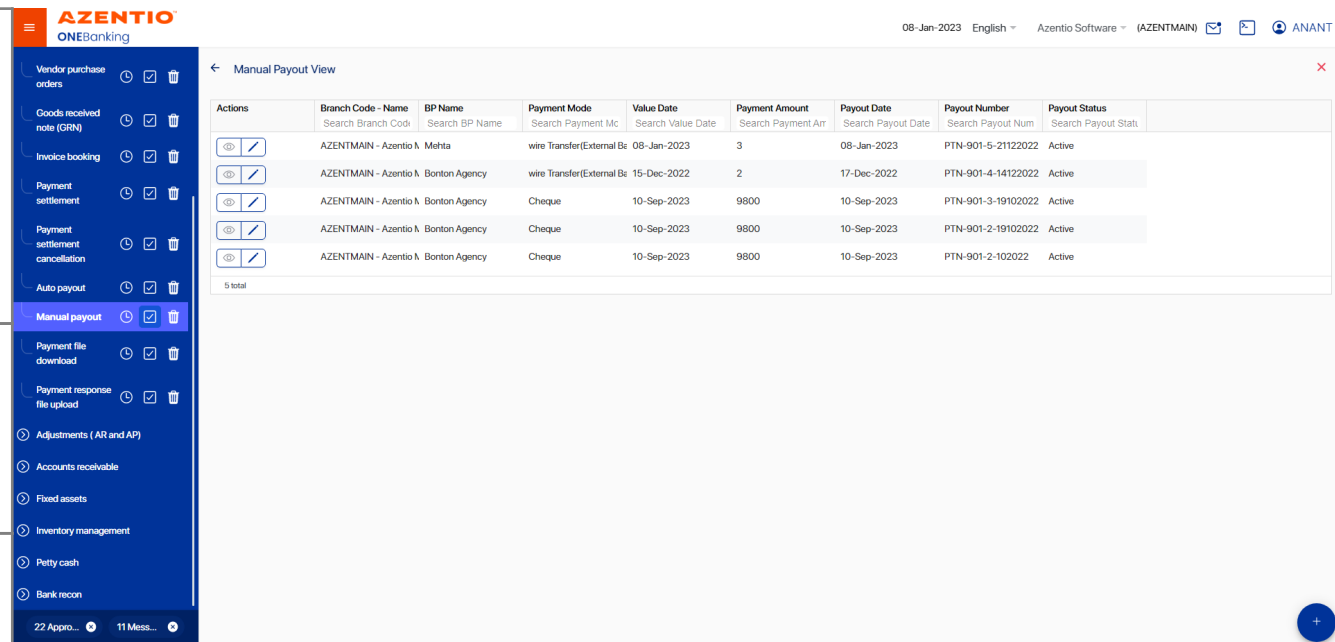 AZENTIO
ONEBanking
08-Jan-2023 English Azentio Software (AZENTMAIN) ANANT
Vendor purchase
orders
Goods received
note (GRN)
Invoice booking
Payment
settlement
Payment
settlement
cancellation
Auto payout
Manual payout
Payment file
download
Payment response
file upload
Adjustments ( AR and AP)
Accounts receivable
Fixed assets
Inventory management
Petty cash
Bank recon
22 Appro... 11 Mess...
Manual Payout View
Actions Branch Code - Name BP Name Payment Mode Value Date Payment Amount Payout Date Payout Number Payout Status
Search Branch Code Search BP Name Search Payment Mo Search Value Date Search Payment Am Search Payout Date Search Payout Num Search Payout Statu
AZENTMAIN - Azentio M Mehta wire Transfer(External Ba 08-Jan-2023 3 08-Jan-2023 PTN-901-5-21122022 Active
AZENTMAIN - Azentio M Bonton Agency wire Transfer(External Ba 15-Dec-2022 2 17-Dec-2022 PTN-901-4-14122022 Active
AZENTMAIN - Azentio M Bonton Agency Cheque 10-Sep-2023 9800 10-Sep-2023 PTN-901-3-19102022 Active
AZENTMAIN - Azentio M Bonton Agency Cheque 10-Sep-2023 9800 10-Sep-2023 PTN-901-2-19102022 Active
AZENTMAIN - Azentio M Bonton Agency Cheque 10-Sep-2023 9800 10-Sep-2023 PTN-901-2-102022 Active
5 total